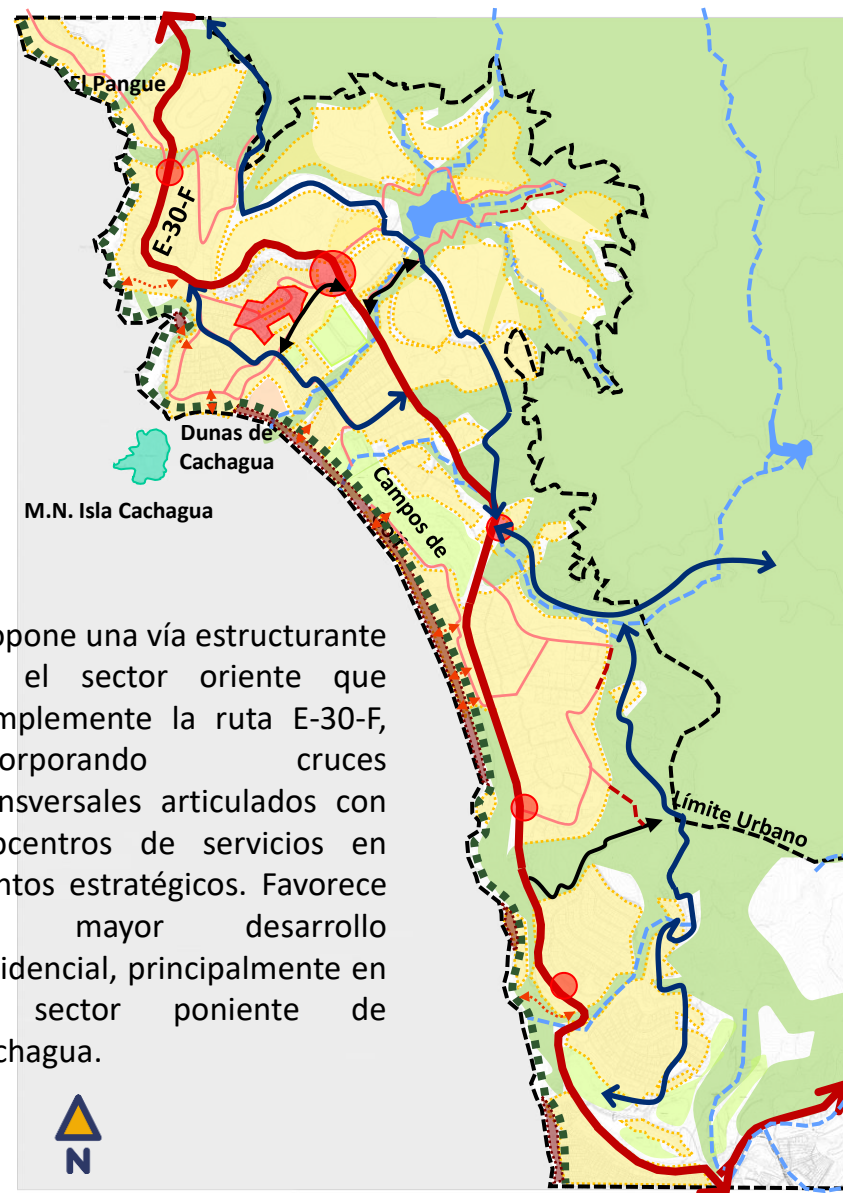 El Pangue
E-30-F
Dunas de
Cachagua
M.N. Isla Cachagua
Campos de
opone una vía estructurante
el sector oriente que
mplemente la ruta E-30-F,
orporando cruces
nsversales articulados con
centros de servicios en
ntos estratégicos. Favorece
mayor desarrollo
idencial, principalmente en
sector poniente de
chagua.
Límite Urbano
N